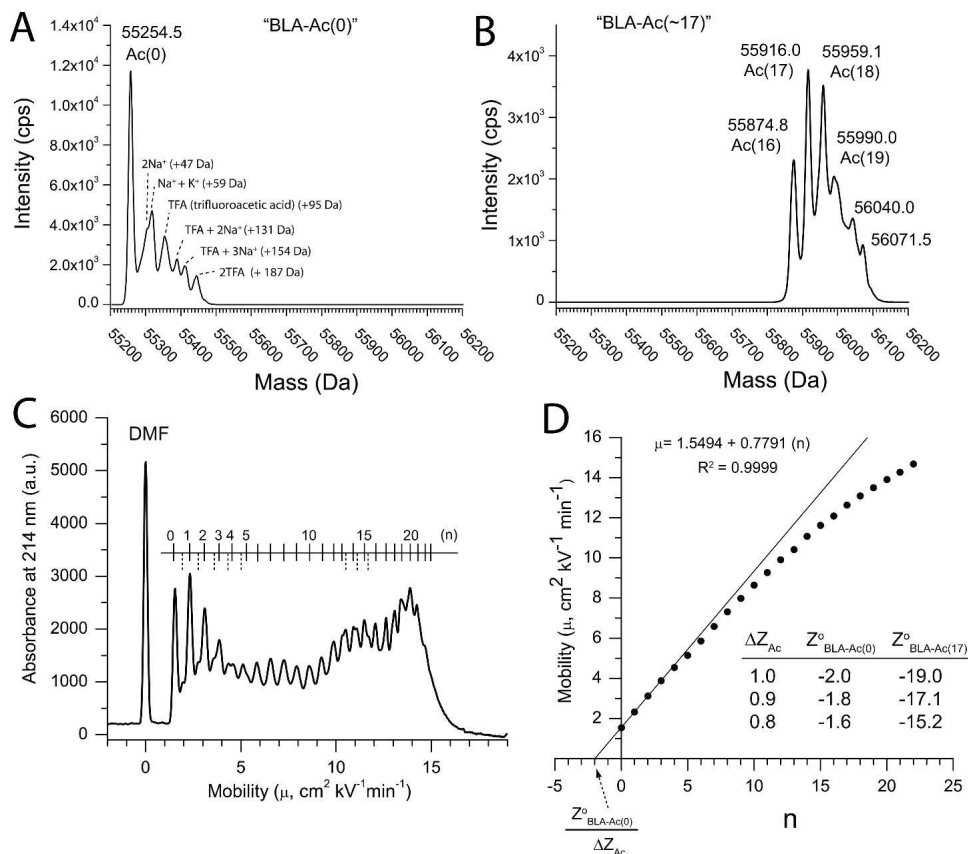 A
"BLA-Ac(0)"
55254.5
Ac(0)
2Na⁺ (+47 Da)
Na⁺ + K⁺ (+59 Da)
TFA (trifluoroacetic acid) (+95 Da)
TFA + 2Na⁺ (+131 Da)
TFA + 3Na⁺ (+154 Da)
2TFA (+ 187 Da)
Intensity (cps)
1.4x10⁴
1.2x10⁴
1.0x10⁴
8.0x10³
6.0x10³
4.0x10³
2.0x10³
0.0
55200 55300 55400 55500 55600 55700 55800 55900 56000 56100 56200
Mass (Da)
B
"BLA-Ac(~17)"
55916.0
Ac(17)
55959.1
Ac(18)
55874.8
Ac(16)
55990.0
Ac(19)
56040.0
56071.5
Intensity (cps)
4x10³
3x10³
2x10³
1x10³
0
55200 55300 55400 55500 55600 55700 55800 55900 56000 56100 56200
Mass (Da)
C
DMF
0 1 2 3 4 5 10 15 20 (n)
Absorbance at 214 nm (a.u.)
6000
5000
4000
3000
2000
1000
0
0 5 10 15
Mobility (μ, cm² kV⁻¹min⁻¹)
D
μ= 1.5494 + 0.7791 (n)
R² = 0.9999
Mobility (μ, cm² kV⁻¹ min⁻¹)
16
14
12
10
8
6
4
2
ΔZAc Z°BLA-Ac(0) Z°BLA-Ac(17)
1.0 -2.0 -19.0
0.9 -1.8 -17.1
0.8 -1.6 -15.2
-5 0 5 10 15 20 25
n
Z°BLA-Ac(0)
ΔZAc